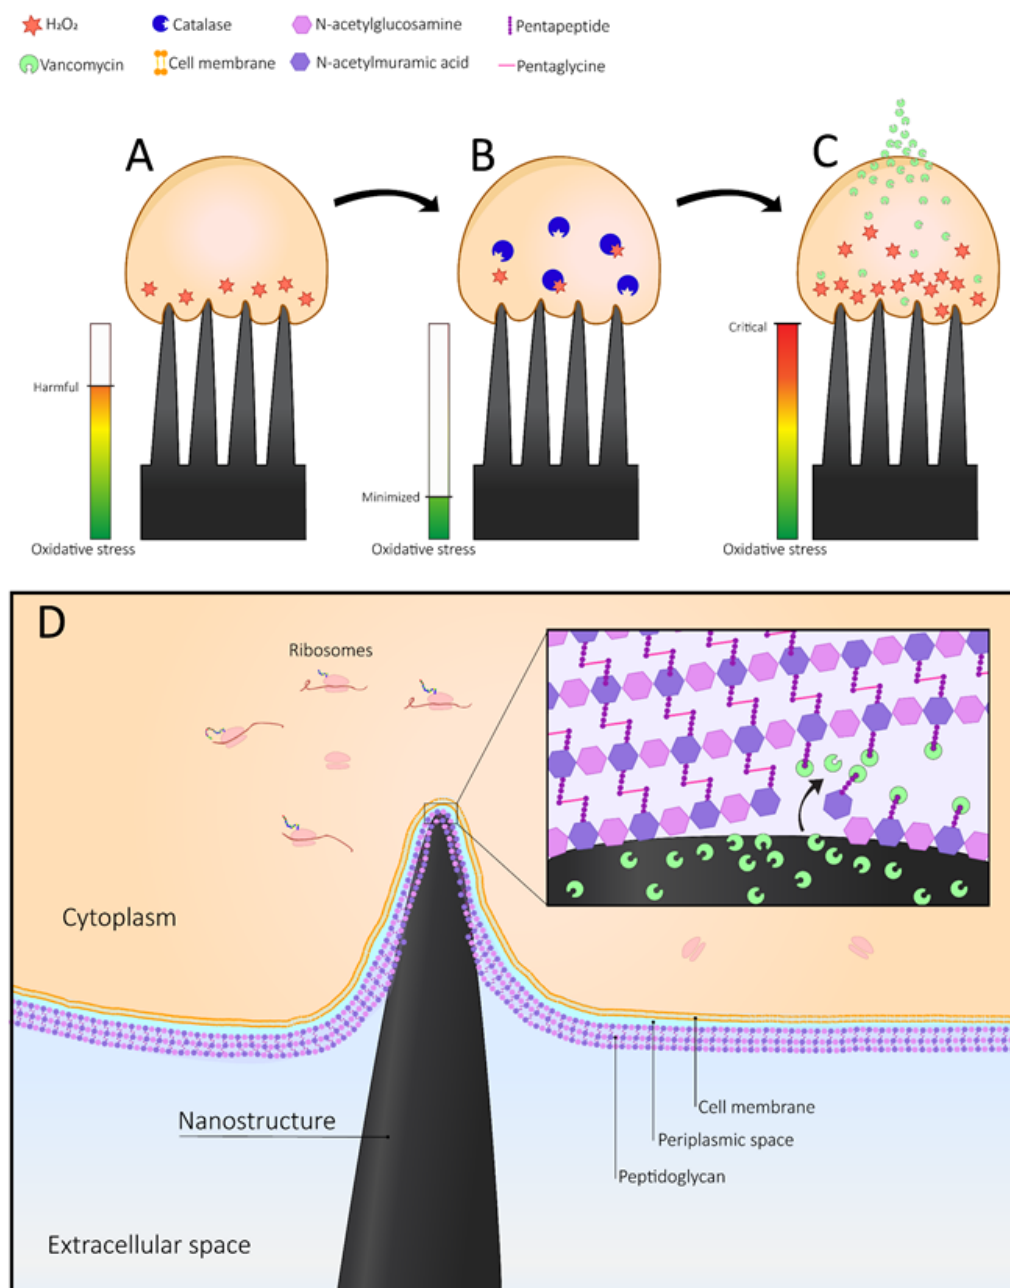 H₂O₂
Catalase
N-acetylglucosamine
Pentapeptide
Vancomycin
Cell membrane
N-acetylmuramic acid
Pentaglycine
A
B
C
Harmful
Oxidative stress
Minimized
Oxidative stress
Critical
Oxidative stress
D
Ribosomes
Cytoplasm
Nanostructure
Cell membrane
Periplasmic space
Peptidoglycan
Extracellular space